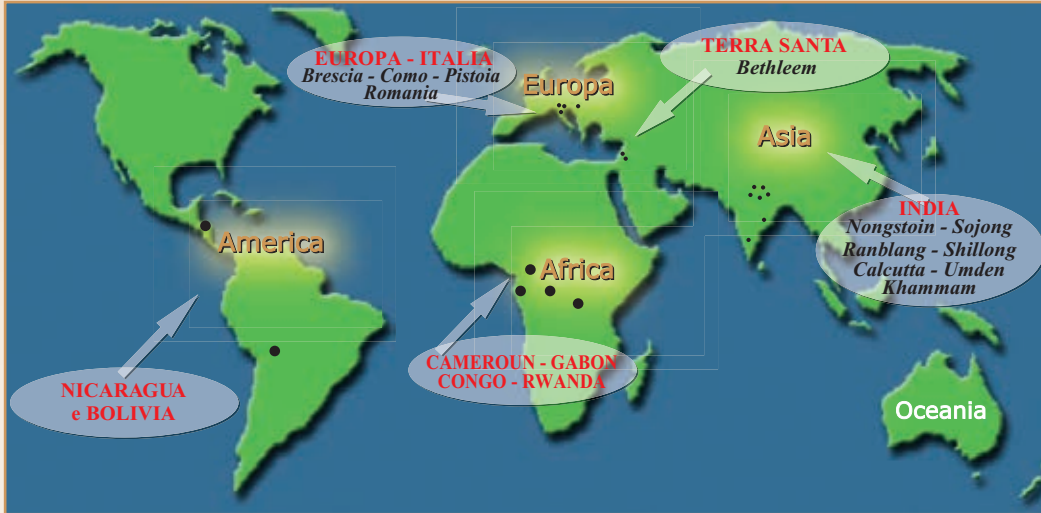 EUROPA - ITALIA
Brescia - Como - Pistoia
Romania
Europa
TERRA SANTA
Bethleem
Asia
INDIA
Nongstoin - Sojong
Ranblang - Shillong
Calcutta - Umden
Khammam
America
NICARAGUA
e BOLIVIA
Africa
CAMEROUN - GABON
CONGO - RWANDA
Oceania